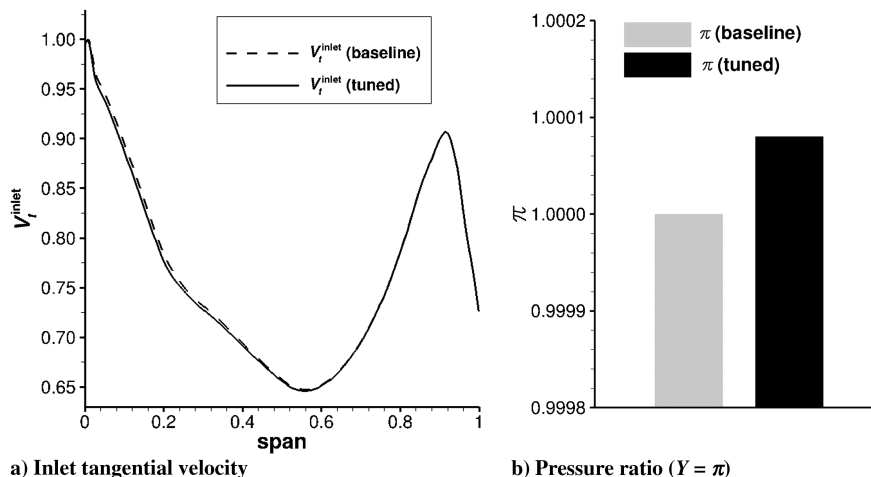 1.00
0.95
0.90
0.85
0.80
0.75
0.70
0.65
V_t^inlet
V_t^inlet (baseline)
V_t^inlet (tuned)
0 0.2 0.4 0.6 0.8 1
span
a) Inlet tangential velocity
1.0002
1.0001
1.0000
0.9999
0.9998
π
π (baseline)
π (tuned)
b) Pressure ratio (Y = π)